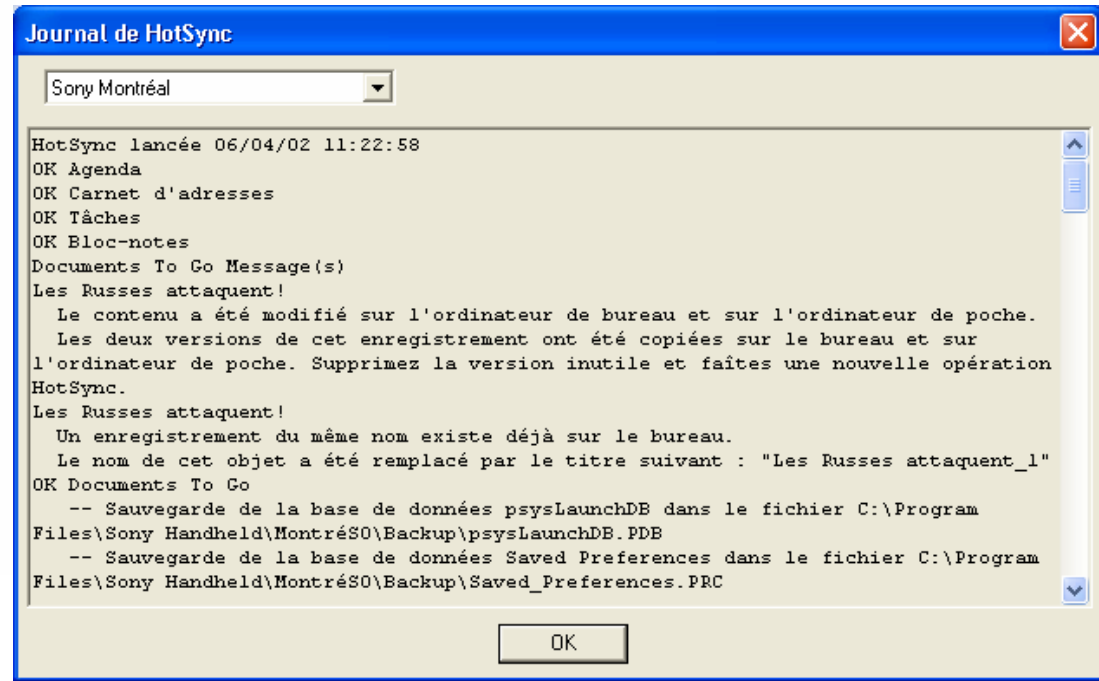 Journal de HotSync
Sony Montréal
HotSync lancée 06/04/02 11:22:58
OK Agenda
OK Carnet d'adresses
OK Tâches
OK Bloc-notes
Documents To Go Message(s)
Les Russes attaquent!
Le contenu a été modifié sur l'ordinateur de bureau et sur l'ordinateur de poche.
Les deux versions de cet enregistrement ont été copiées sur le bureau et sur
l'ordinateur de poche. Supprimez la version inutile et faîtes une nouvelle opération
HotSync.
Les Russes attaquent!
Un enregistrement du même nom existe déjà sur le bureau.
Le nom de cet objet a été remplacé par le titre suivant : "Les Russes attaquent_1"
OK Documents To Go
-- Sauvegarde de la base de données psysLaunchDB dans le fichier C:\Program
Files\Sony Handheld\MontréSO\Backup\psysLaunchDB.PDB
-- Sauvegarde de la base de données Saved Preferences dans le fichier C:\Program
Files\Sony Handheld\MontréSO\Backup\Saved_Preferences.PRC
OK